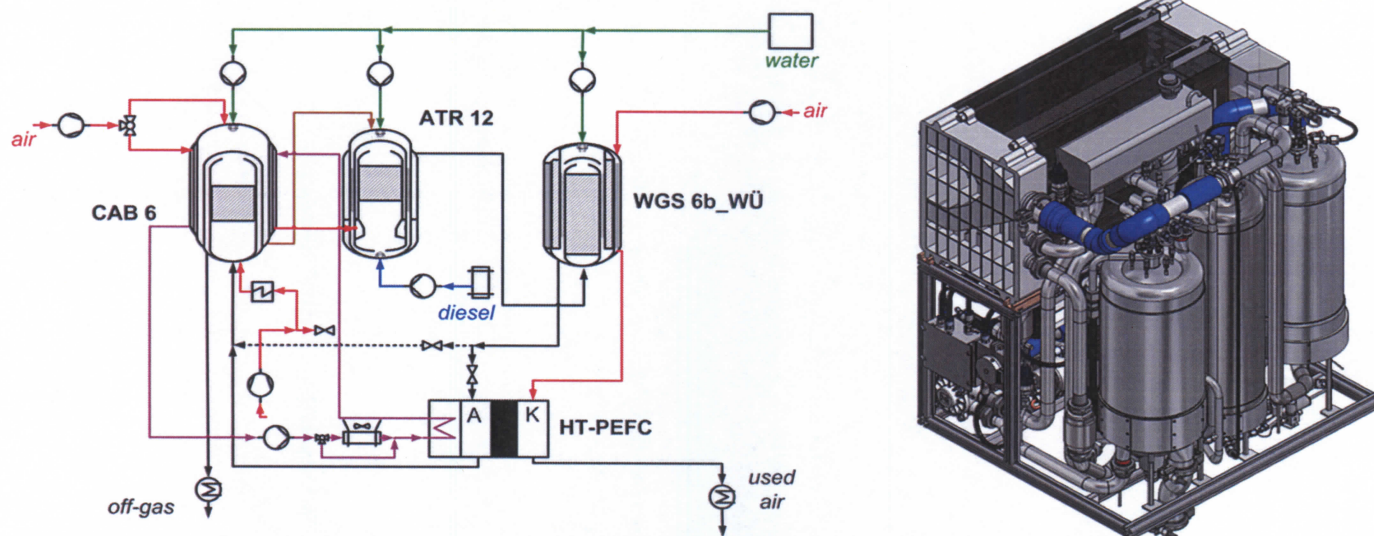 water
air
ATR 12
air
CAB 6
WGS 6b_WÜ
diesel
A
K
HT-PEFC
off-gas
used
air